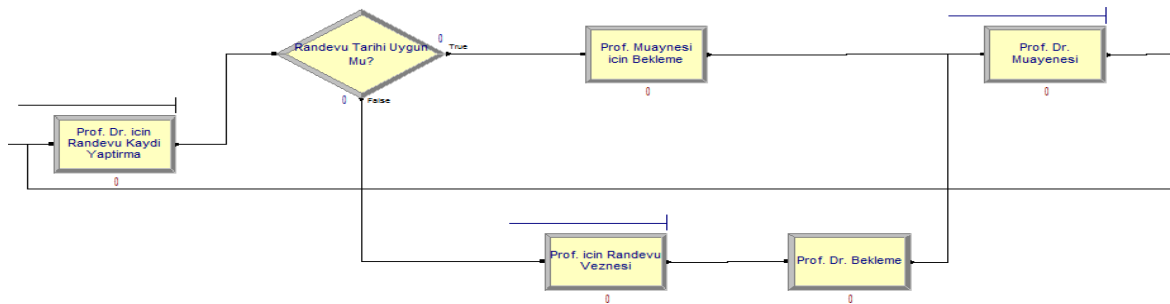 Randevu Tarihi Uygun
Mu?
0
True
0
False
Prof. Muaynesi
icin Bekleme
0
Prof. Dr.
Muayenesi
0
Prof. Dr. icin
Randevu Kaydi
Yaptirma
0
Prof. icin Randevu
Veznesi
0
Prof. Dr. Bekleme
0